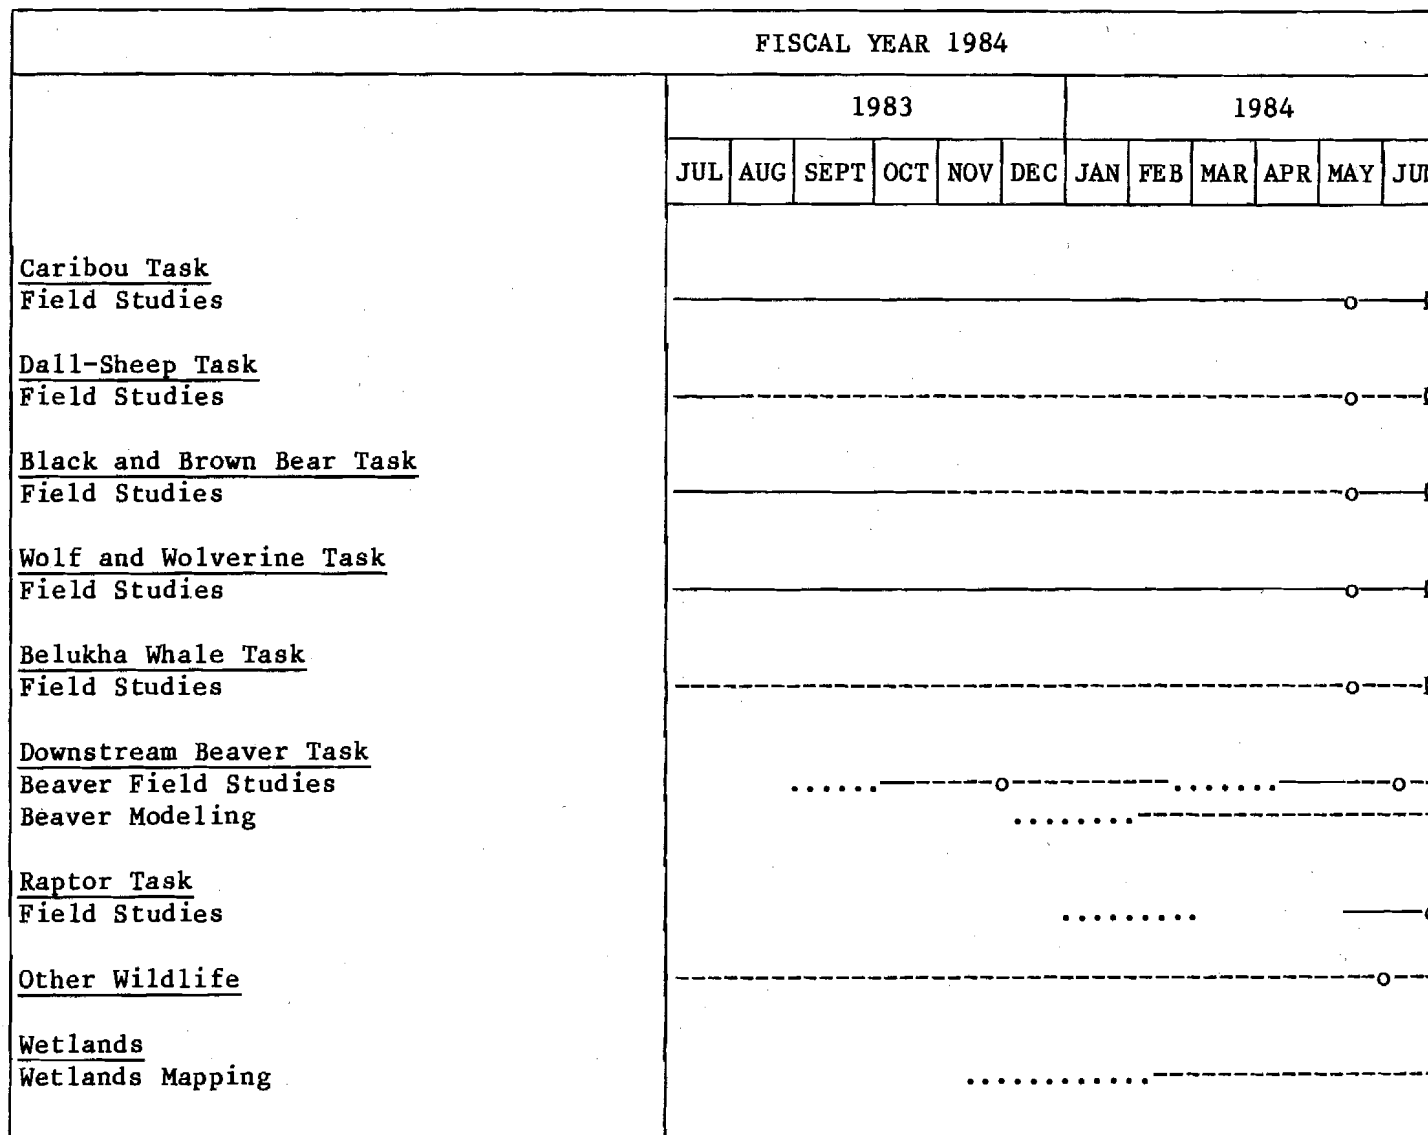 FISCAL YEAR 1984
1983 1984
JUL AUG SEPT OCT NOV DEC JAN FEB MAR APR MAY
Caribou Task
Field Studies
Dall-Sheep Task
Field Studies
Black and Brown Bear Task
Field Studies
Wolf and Wolverine Task
Field Studies
Belukha Whale Task
Field Studies
Downstream Beaver Task
Beaver Field Studies
Beaver Modeling
Raptor Task
Field Studies
Other Wildlife
Wetlands
Wetlands Mapping